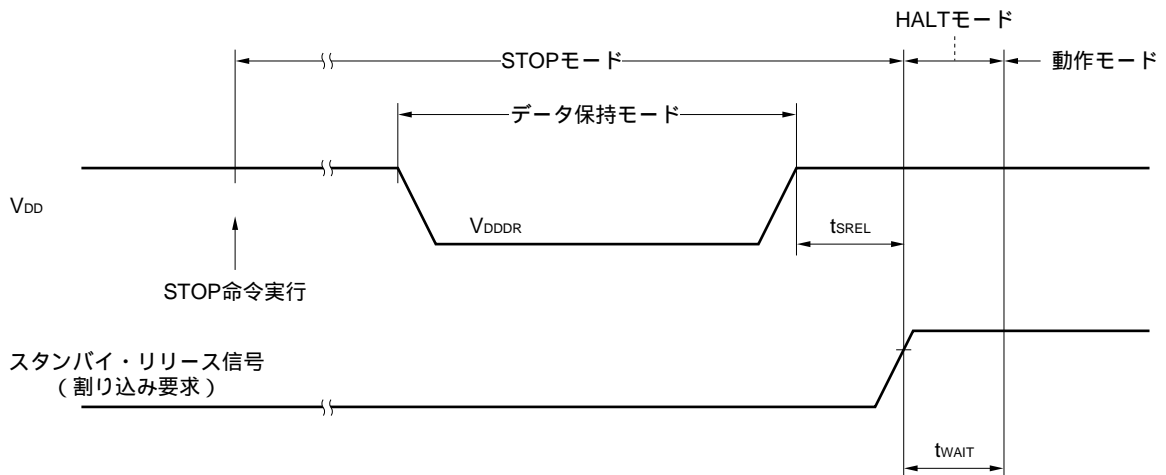 HALTモード
STOPモード
動作モード
データ保持モード
VDD
VDDDR
tSREL
STOP命令実行
スタンバイ・リリース信号
(割り込み要求)
tWAIT